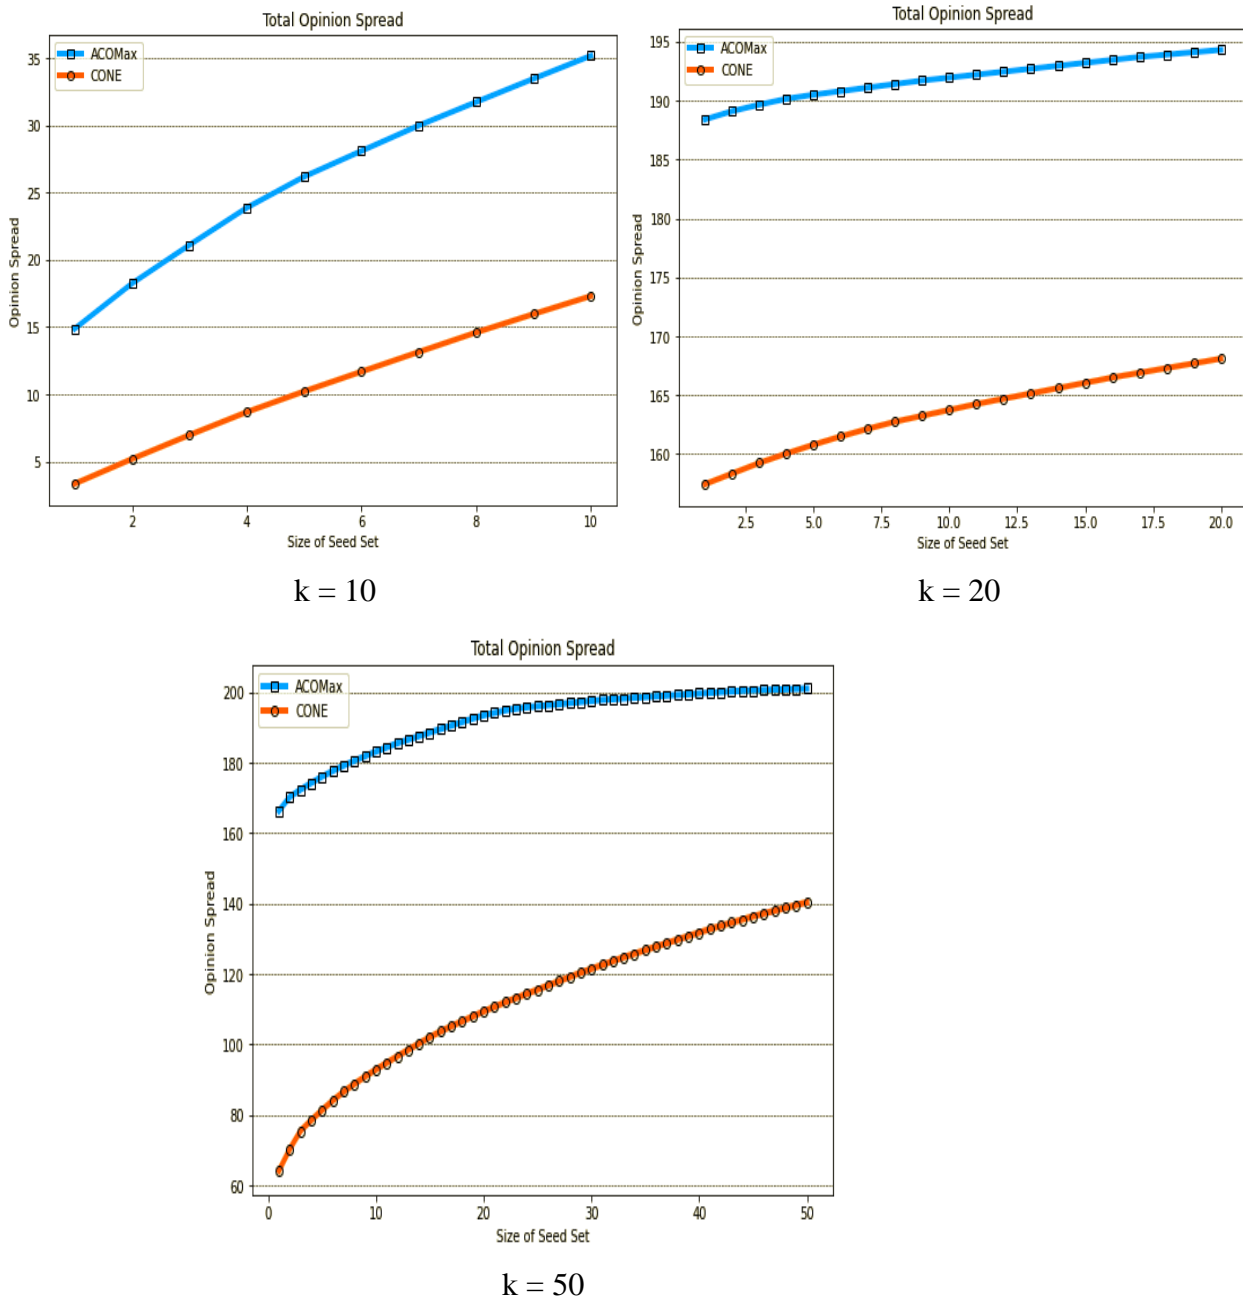 Total Opinion Spread
ACOMax
CONE
35
30
25
20
15
10
5
Opinion Spread
2 4 6 8 10
Size of Seed Set
k = 10
Total Opinion Spread
ACOMax
CONE
195
190
185
180
175
170
165
160
Opinion Spread
2.5 5.0 7.5 10.0 12.5 15.0 17.5 20.0
Size of Seed Set
k = 20
Total Opinion Spread
ACOMax
CONE
200
180
160
140
120
100
80
60
Opinion Spread
0 10 20 30 40 50
Size of Seed Set
k = 50